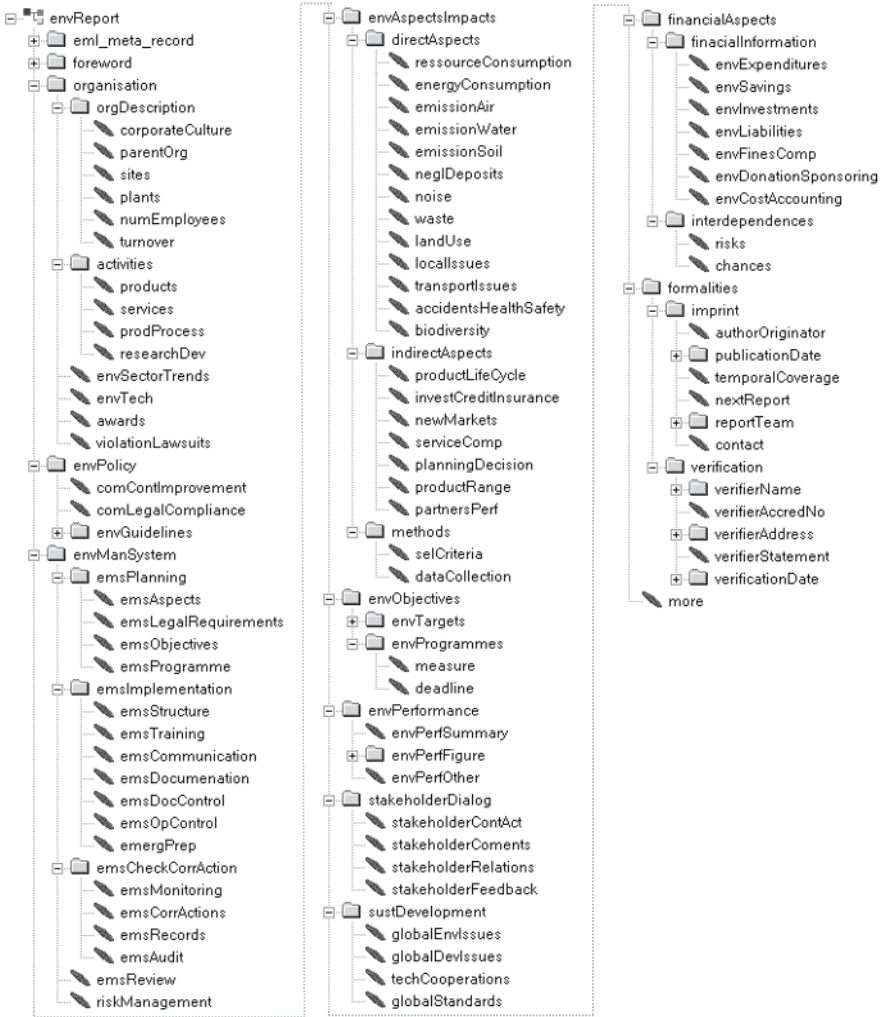 envReport
eml_meta_record
foreword
organisation
orgDescription
corporateCulture
parentOrg
sites
plants
numEmployees
turnover
activities
products
services
prodProcess
researchDev
envSectorTrends
envTech
awards
violationLawsuits
envPolicy
comContImprovement
comLegalCompliance
envGuidelines
envManSystem
emsPlanning
emsAspects
emsLegalRequirements
emsObjectives
emsProgramme
emsImplementation
emsStructure
emsTraining
emsCommunication
emsDocumenation
emsDocControl
emsOpControl
emergPrep
emsCheckCorrAction
emsMonitoring
emsCorrActions
emsRecords
emsAudit
emsReview
riskManagement
envAspectsImpacts
directAspects
ressourceConsumption
energyConsumption
emissionAir
emissionWater
emissionSoil
neglDeposits
noise
waste
landUse
localIssues
transportIssues
accidentsHealthSafety
biodiversity
indirectAspects
productLifeCycle
investCreditInsurance
newMarkets
serviceComp
planningDecision
productRange
partnersPerf
methods
selCriteria
dataCollection
envObjectives
envTargets
envProgrammes
measure
deadline
envPerformance
envPerfSummary
envPerfFigure
envPerfOther
stakeholderDialog
stakeholderContAct
stakeholderComents
stakeholderRelations
stakeholderFeedback
sustDevelopment
globalEnvIssues
globalDevIssues
techCooperations
globalStandards
financialAspects
finacialInformation
envExpenditures
envSavings
envInvestments
envLiabilities
envFinesComp
envDonationSponsoring
envCostAccounting
interdependences
risks
chances
formalities
imprint
authorOriginator
publicationDate
temporalCoverage
nextReport
reportTeam
contact
verification
verifierName
verifierAccredNo
verifierAddress
verifierStatement
verificationDate
more